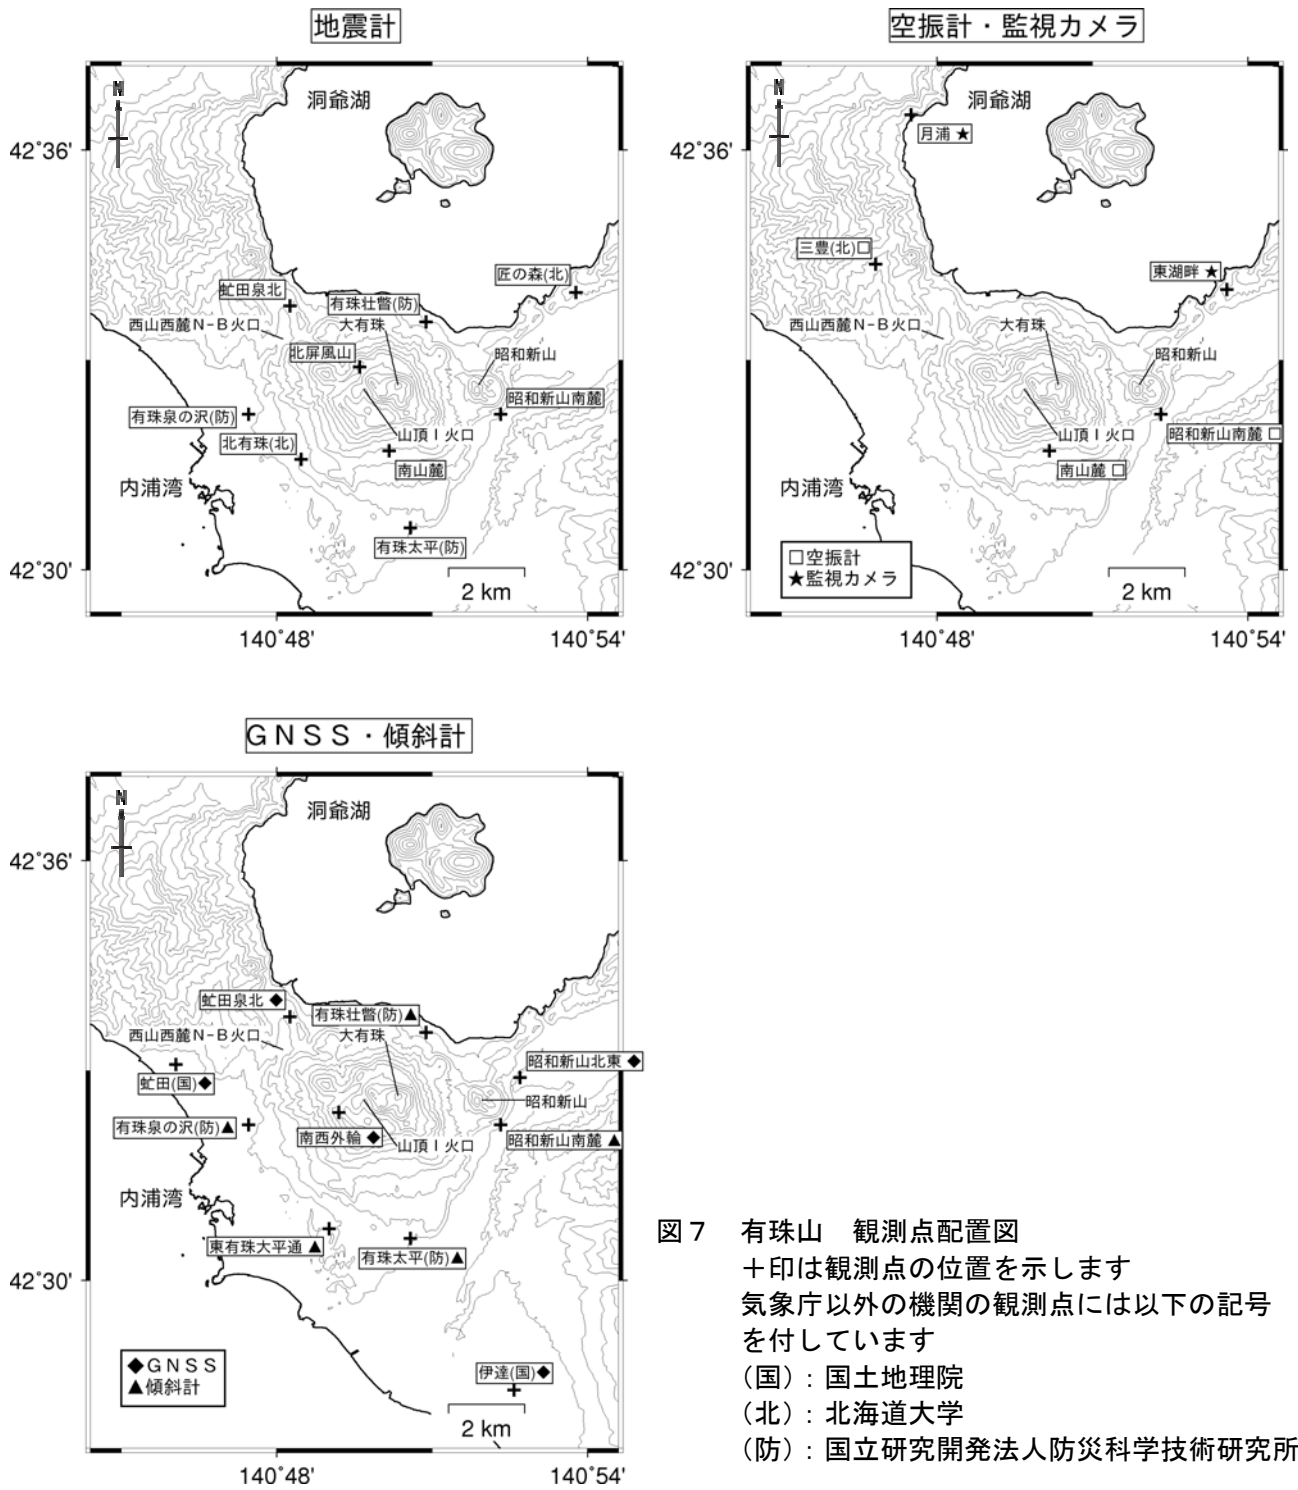 地震計
N
洞爺湖
42˚36'
匠の森(北)
虻田泉北
有珠壮瞥(防)
西山西麓N-B火口
大有珠
北屏風山
昭和新山
昭和新山南麓
有珠泉の沢(防)
北有珠(北)
山頂I火口
南山麓
内浦湾
有珠太平(防)
42˚30'
2 km
140˚48'
140˚54'
空振計・監視カメラ
N
洞爺湖
月浦 ★
42˚36'
三豊(北)□
東湖畔 ★
西山西麓N-B火口
大有珠
昭和新山
山頂I火口
昭和新山南麓 □
南山麓 □
内浦湾
□空振計
★監視カメラ
42˚30'
2 km
140˚48'
140˚54'
GNSS・傾斜計
N
洞爺湖
42˚36'
虻田泉北 ◆
有珠壮瞥(防)▲
西山西麓N-B火口
大有珠
昭和新山北東 ◆
虻田(国)◆
昭和新山
有珠泉の沢(防)▲
南西外輪 ◆
山頂I火口
昭和新山南麓 ▲
内浦湾
東有珠大平通 ▲
有珠太平(防)▲
42˚30'
◆GNSS
▲傾斜計
伊達(国)◆
2 km
140˚48'
140˚54'
図7 有珠山 観測点配置図
+印は観測点の位置を示します
気象庁以外の機関の観測点には以下の記号
を付しています
(国):国土地理院
(北):北海道大学
(防):国立研究開発法人防災科学技術研究所